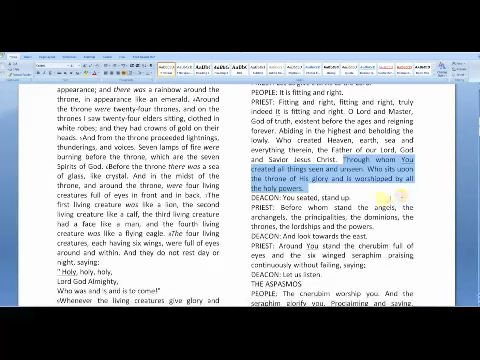 appearance; and there was a rainbow around the
throne, in appearance like an emerald. 4Around
the throne were twenty-four thrones, and on the
thrones I saw twenty-four elders sitting, clothed in
white robes; and they had crowns of gold on their
heads. 5And from the throne proceeded lightnings,
thunderings, and voices. Seven lamps of fire were
burning before the throne, which are the seven
Spirits of God. 6Before the throne there was a sea
of glass, like crystal. And in the midst of the
throne, and around the throne, were four living
creatures full of eyes in front and in back. 7The
first living creature was like a lion, the second
living creature like a calf, the third living creature
had a face like a man, and the fourth living
creature was like a flying eagle. 8The four living
creatures, each having six wings, were full of eyes
around and within. And they do not rest day or
night, saying:
" Holy, holy, holy,
Lord God Almighty,
Who was and is and is to come!"
9Whenever the living creatures give glory and
PEOPLE: It is fitting and right.
PRIEST: Fitting and right, fitting and right, truly
indeed it is fitting and right. O Lord and Master,
God of truth, existent before the ages and reigning
forever. Abiding in the highest and beholding the
lowly. Who created Heaven, earth, sea and
everything therein, the Father of our Lord, God
and Savior Jesus Christ. Through whom You
created all things seen and unseen. Who sits upon
the throne of His glory and is worshipped by all
the holy powers.
DEACON: You seated, stand up.
PRIEST: Before whom stand the angels, the
archangels, the principalities, the dominions, the
thrones, the lordships and the powers.
DEACON: And look towards the east.
PRIEST: Around You stand the cherubim full of
eyes and the six winged seraphim praising
continuously without failing, saying;
DEACON: Let us listen.
THE ASPASMOS
PEOPLE: The cherubim worship you. And the
seraphim glorify you. Proclaiming and saying,